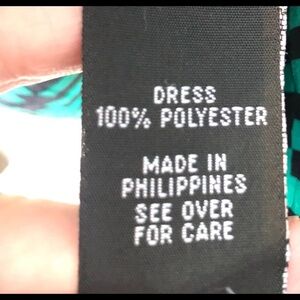 DRESS
100% POLYESTER
MADE IN
PHILIPPINES
SEE OVER
FOR CARE